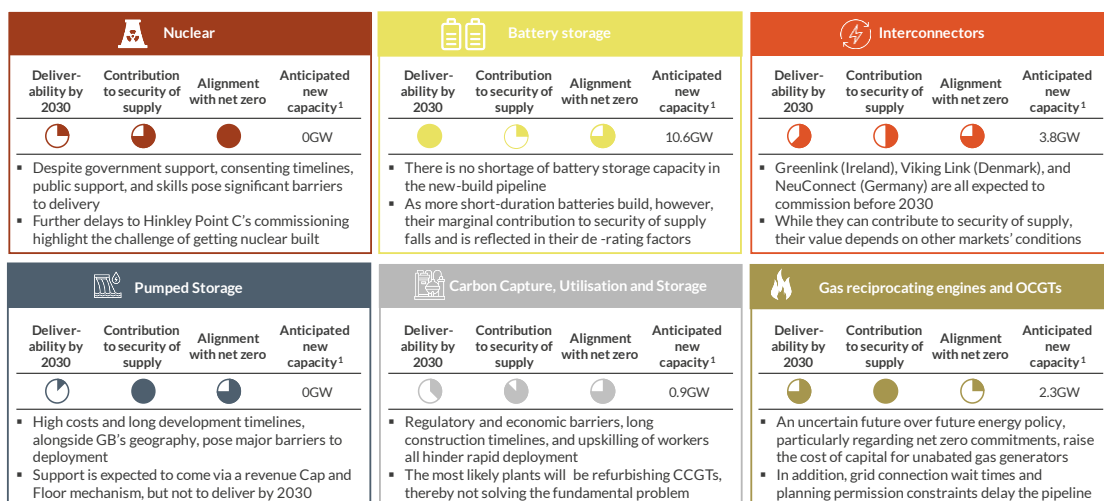 Nuclear
Deliver-
ability by
2030
Contribution
to security of
supply
Alignment
with net zero
Anticipated
new
capacity¹
0GW
▪ Despite government support, consenting timelines,
public support, and skills pose significant barriers
to delivery
▪ Further delays to Hinkley Point C's commissioning
highlight the challenge of getting nuclear built
Battery storage
Deliver-
ability by
2030
Contribution
to security of
supply
Alignment
with net zero
Anticipated
new
capacity¹
10.6GW
▪ There is no shortage of battery storage capacity in
the new-build pipeline
▪ As more short-duration batteries build, however,
their marginal contribution to security of supply
falls and is reflected in their de -rating factors
Interconnectors
Deliver-
ability by
2030
Contribution
to security of
supply
Alignment
with net zero
Anticipated
new
capacity¹
3.8GW
▪ Greenlink (Ireland), Viking Link (Denmark), and
NeuConnect (Germany) are all expected to
commission before 2030
▪ While they can contribute to security of supply,
their value depends on other markets' conditions
Pumped Storage
Deliver-
ability by
2030
Contribution
to security of
supply
Alignment
with net zero
Anticipated
new
capacity¹
0GW
▪ High costs and long development timelines,
alongside GB's geography, pose major barriers to
deployment
▪ Support is expected to come via a revenue Cap and
Floor mechanism, but not to deliver by 2030
Carbon Capture, Utilisation and Storage
Deliver-
ability by
2030
Contribution
to security of
supply
Alignment
with net zero
Anticipated
new
capacity¹
0.9GW
▪ Regulatory and economic barriers, long
construction timelines, and upskilling of workers
all hinder rapid deployment
▪ The most likely plants will be refurbishing CCGTs,
thereby not solving the fundamental problem
Gas reciprocating engines and OCGTs
Deliver-
ability by
2030
Contribution
to security of
supply
Alignment
with net zero
Anticipated
new
capacity¹
2.3GW
▪ An uncertain future over future energy policy,
particularly regarding net zero commitments, raise
the cost of capital for unabated gas generators
▪ In addition, grid connection wait times and
planning permission constraints delay the pipeline